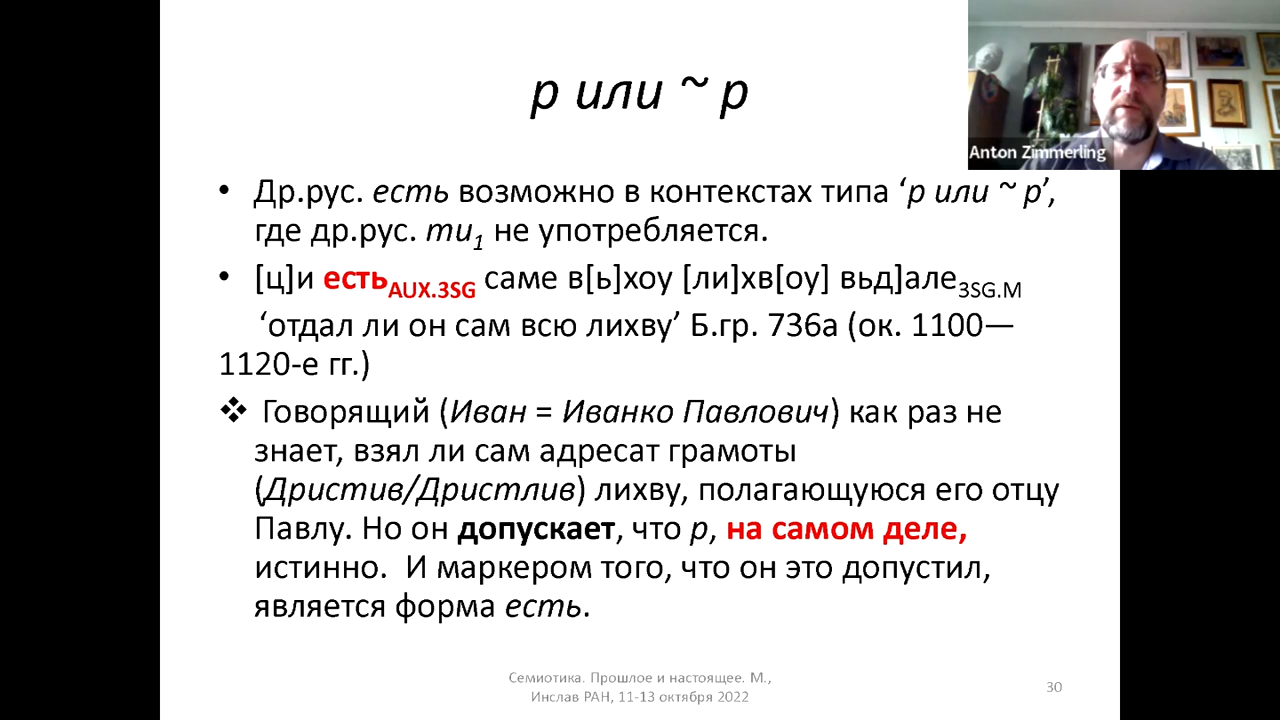 p или ~ p
Anton Zimmerling
• Др.рус. есть возможно в контекстах типа ‘p или ~ p’,
где др.рус. ти1 не употребляется.
• [ц]и естьAUX.3SG саме в[ь]хоу [ли]хв[оу] вьд]але3SG.M
‘отдал ли он сам всю лихву’ Б.гр. 736а (ок. 1100—
1120-е гг.)
❖ Говорящий (Иван = Иванко Павлович) как раз не
знает, взял ли сам адресат грамоты
(Дристив/Дристлив) лихву, полагающуюся его отцу
Павлу. Но он допускает, что p, на самом деле,
истинно. И маркером того, что он это допустил,
является форма есть.
Семиотика. Прошлое и настоящее. М.,
Инслав РАН, 11-13 октября 2022
30